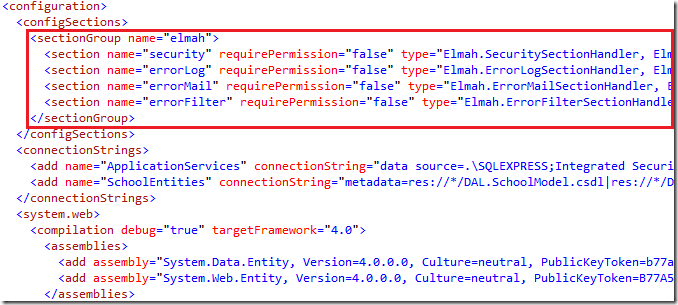 <configuration>
<configSections>
<sectionGroup name="elmah">
<section name="security" requirePermission="false" type="Elmah.SecuritySectionHandler, Elm
<section name="errorLog" requirePermission="false" type="Elmah.ErrorLogSectionHandler, Elm
<section name="errorMail" requirePermission="false" type="Elmah.ErrorMailSectionHandler, E
<section name="errorFilter" requirePermission="false" type="Elmah.ErrorFilterSectionHandle
</sectionGroup>
</configSections>
<connectionStrings>
<add name="ApplicationServices" connectionString="data source=.\SQLEXPRESS;Integrated Securi
<add name="SchoolEntities" connectionString="metadata=res://*/DAL.SchoolModel.csdl|res://*/D
</connectionStrings>
<system.web>
<compilation debug="true" targetFramework="4.0">
<assemblies>
<add assembly="System.Data.Entity, Version=4.0.0.0, Culture=neutral, PublicKeyToken=b77a
<add assembly="System.Web.Entity, Version=4.0.0.0, Culture=neutral, PublicKeyToken=B77A5
</assemblies>